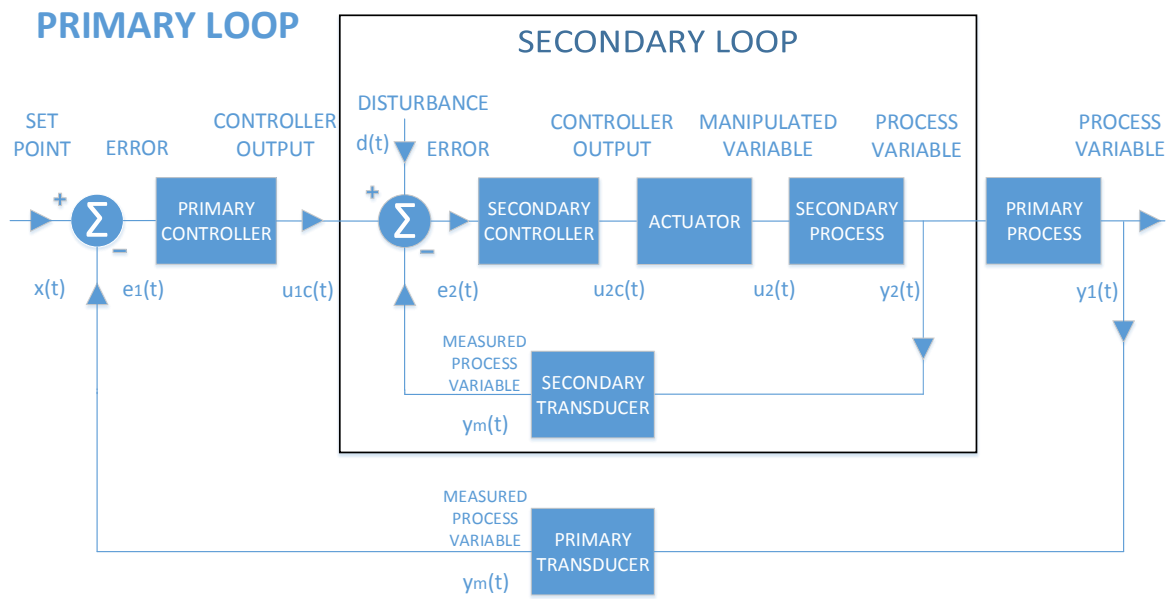 PRIMARY LOOP
SECONDARY LOOP
DISTURBANCE
SET
POINT
ERROR
CONTROLLER
OUTPUT
d(t)
ERROR
CONTROLLER
OUTPUT
MANIPULATED
VARIABLE
PROCESS
VARIABLE
PROCESS
VARIABLE
+
Σ
−
PRIMARY
CONTROLLER
+
Σ
−
SECONDARY
CONTROLLER
ACTUATOR
SECONDARY
PROCESS
PRIMARY
PROCESS
x(t)
e1(t)
u1c(t)
e2(t)
u2c(t)
u2(t)
y2(t)
y1(t)
MEASURED
PROCESS
VARIABLE
SECONDARY
TRANSDUCER
ym(t)
MEASURED
PROCESS
VARIABLE
PRIMARY
TRANSDUCER
ym(t)